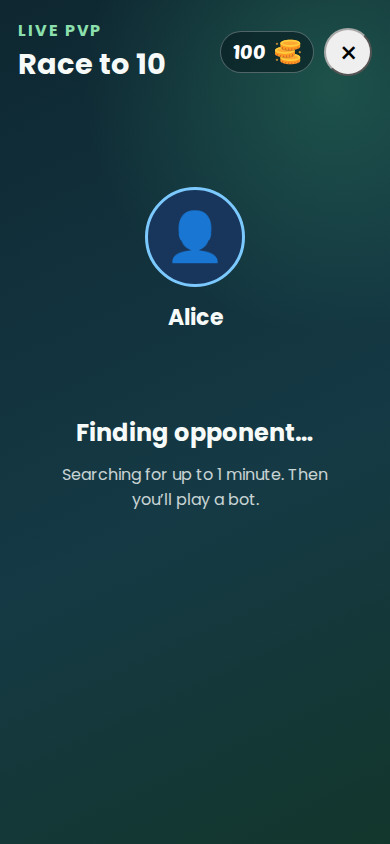 LIVE PVP
Race to 10
100
×
Alice
Finding opponent…
Searching for up to 1 minute. Then
you’ll play a bot.